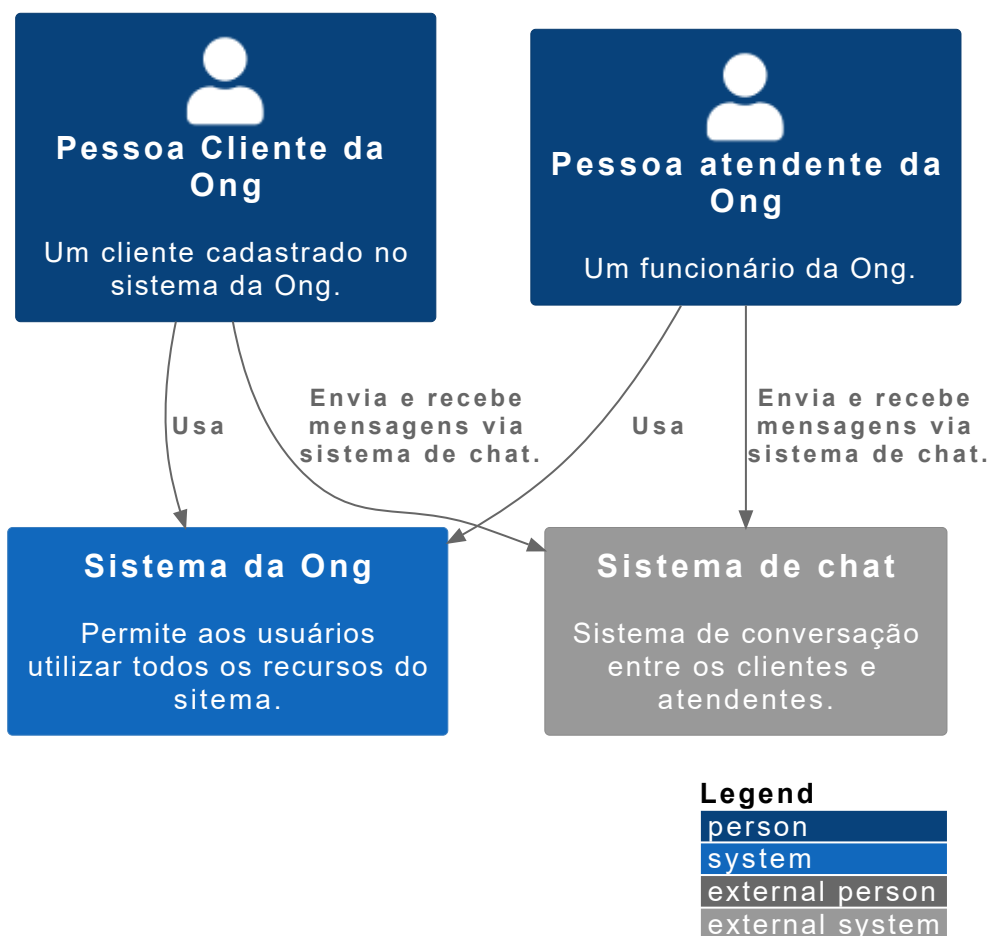 Pessoa Cliente da
Ong
Um cliente cadastrado no
sistema da Ong.
Pessoa atendente da
Ong
Um funcionário da Ong.
Usa
Envia e recebe
mensagens via
sistema de chat.
Usa
Envia e recebe
mensagens via
sistema de chat.
Sistema da Ong
Permite aos usuários
utilizar todos os recursos do
sitema.
Sistema de chat
Sistema de conversação
entre os clientes e
atendentes.
Legend
person
system
external person
external system